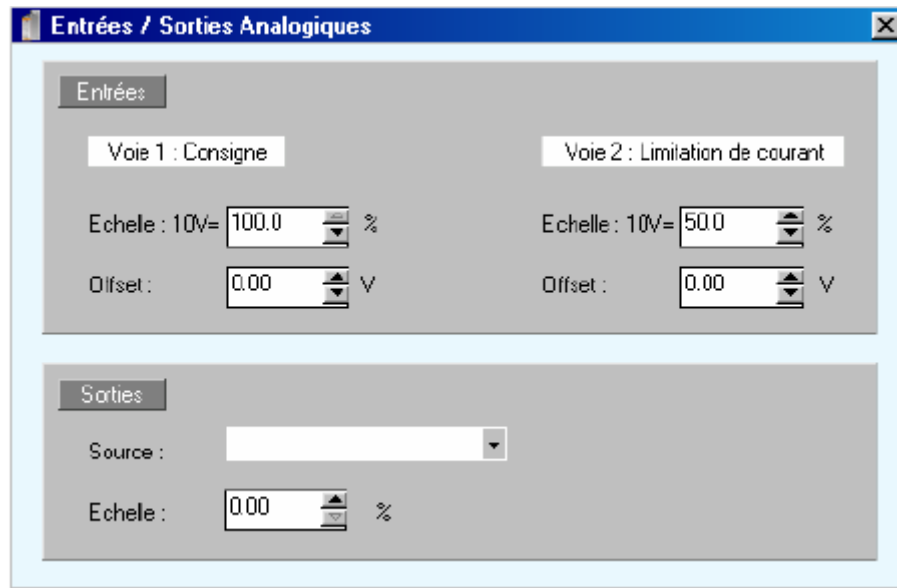 Entrées / Sorties Analogiques
Entrées
Voie 1 : Consigne
Voie 2 : Limitation de courant
Echelle : 10V= 100.0 %
Echelle : 10V= 50.0 %
Offset : 0.00 V
Offset : 0.00 V
Sorties
Source :
Echele : 0.00 %